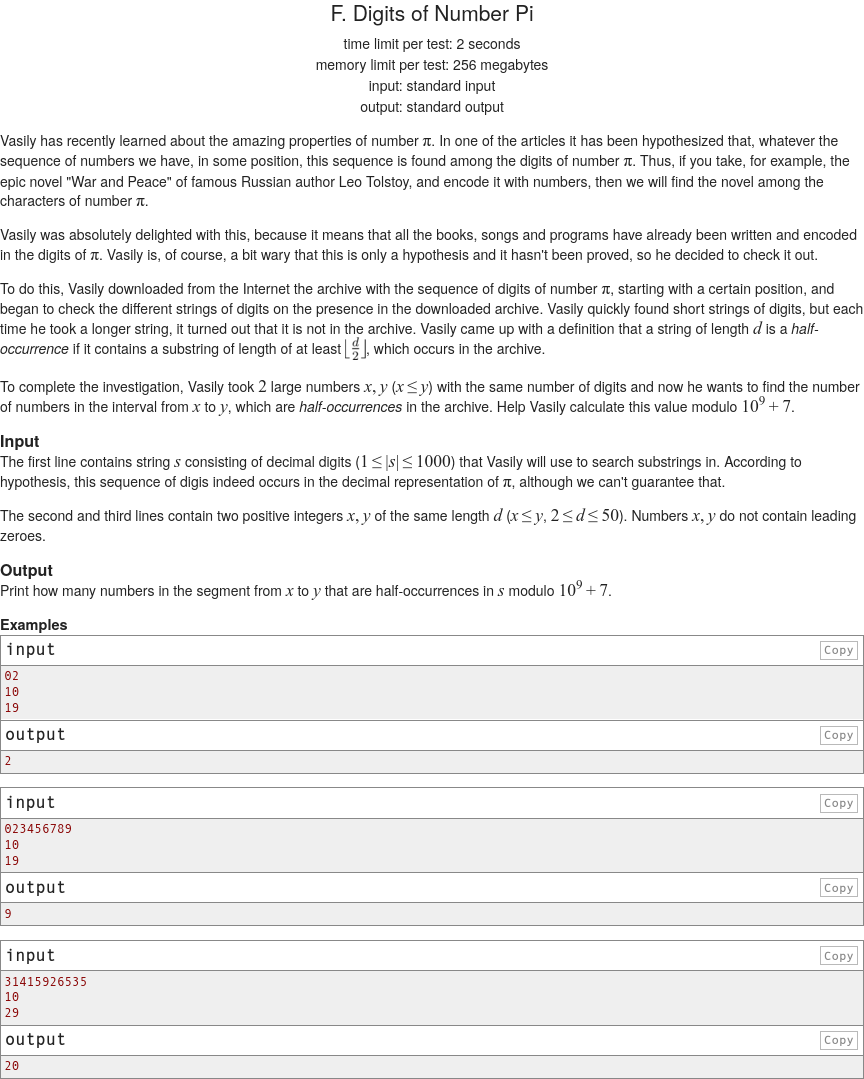 F. Digits of Number Pi
time limit per test: 2 seconds
memory limit per test: 256 megabytes
input: standard input
output: standard output
Vasily has recently learned about the amazing properties of number π. In one of the articles it has been hypothesized that, whatever the
sequence of numbers we have, in some position, this sequence is found among the digits of number π. Thus, if you take, for example, the
epic novel "War and Peace" of famous Russian author Leo Tolstoy, and encode it with numbers, then we will find the novel among the
characters of number π.
Vasily was absolutely delighted with this, because it means that all the books, songs and programs have already been written and encoded
in the digits of π. Vasily is, of course, a bit wary that this is only a hypothesis and it hasn't been proved, so he decided to check it out.
To do this, Vasily downloaded from the Internet the archive with the sequence of digits of number π, starting with a certain position, and
began to check the different strings of digits on the presence in the downloaded archive. Vasily quickly found short strings of digits, but each
time he took a longer string, it turned out that it is not in the archive. Vasily came up with a definition that a string of length d is a half-
occurrence if it contains a substring of length of at least ⌊d/2⌋, which occurs in the archive.
To complete the investigation, Vasily took 2 large numbers x, y (x ≤ y) with the same number of digits and now he wants to find the number
of numbers in the interval from x to y, which are half-occurrences in the archive. Help Vasily calculate this value modulo 10^9 + 7.
Input
The first line contains string s consisting of decimal digits (1 ≤ |s| ≤ 1000) that Vasily will use to search substrings in. According to
hypothesis, this sequence of digis indeed occurs in the decimal representation of π, although we can't guarantee that.
The second and third lines contain two positive integers x, y of the same length d (x ≤ y, 2 ≤ d ≤ 50). Numbers x, y do not contain leading
zeroes.
Output
Print how many numbers in the segment from x to y that are half-occurrences in s modulo 10^9 + 7.
Examples
input Copy
02
10
19
output Copy
2
input Copy
023456789
10
19
output Copy
9
input Copy
31415926535
10
29
output Copy
20